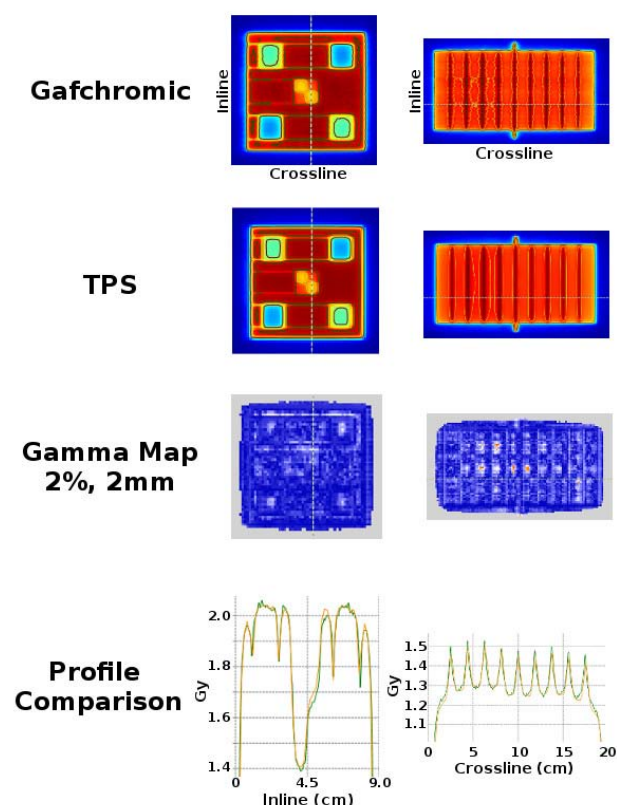 Gafchromic
Inline
Crossline
Inline
Crossline
TPS
Gamma Map
2%, 2mm
Profile
Comparison
Gy
2.0
1.8
1.6
1.4
0
4.5
9.0
Inline (cm)
Gy
1.5
1.4
1.3
1.2
1.1
0
5
10
15
20
Crossline (cm)